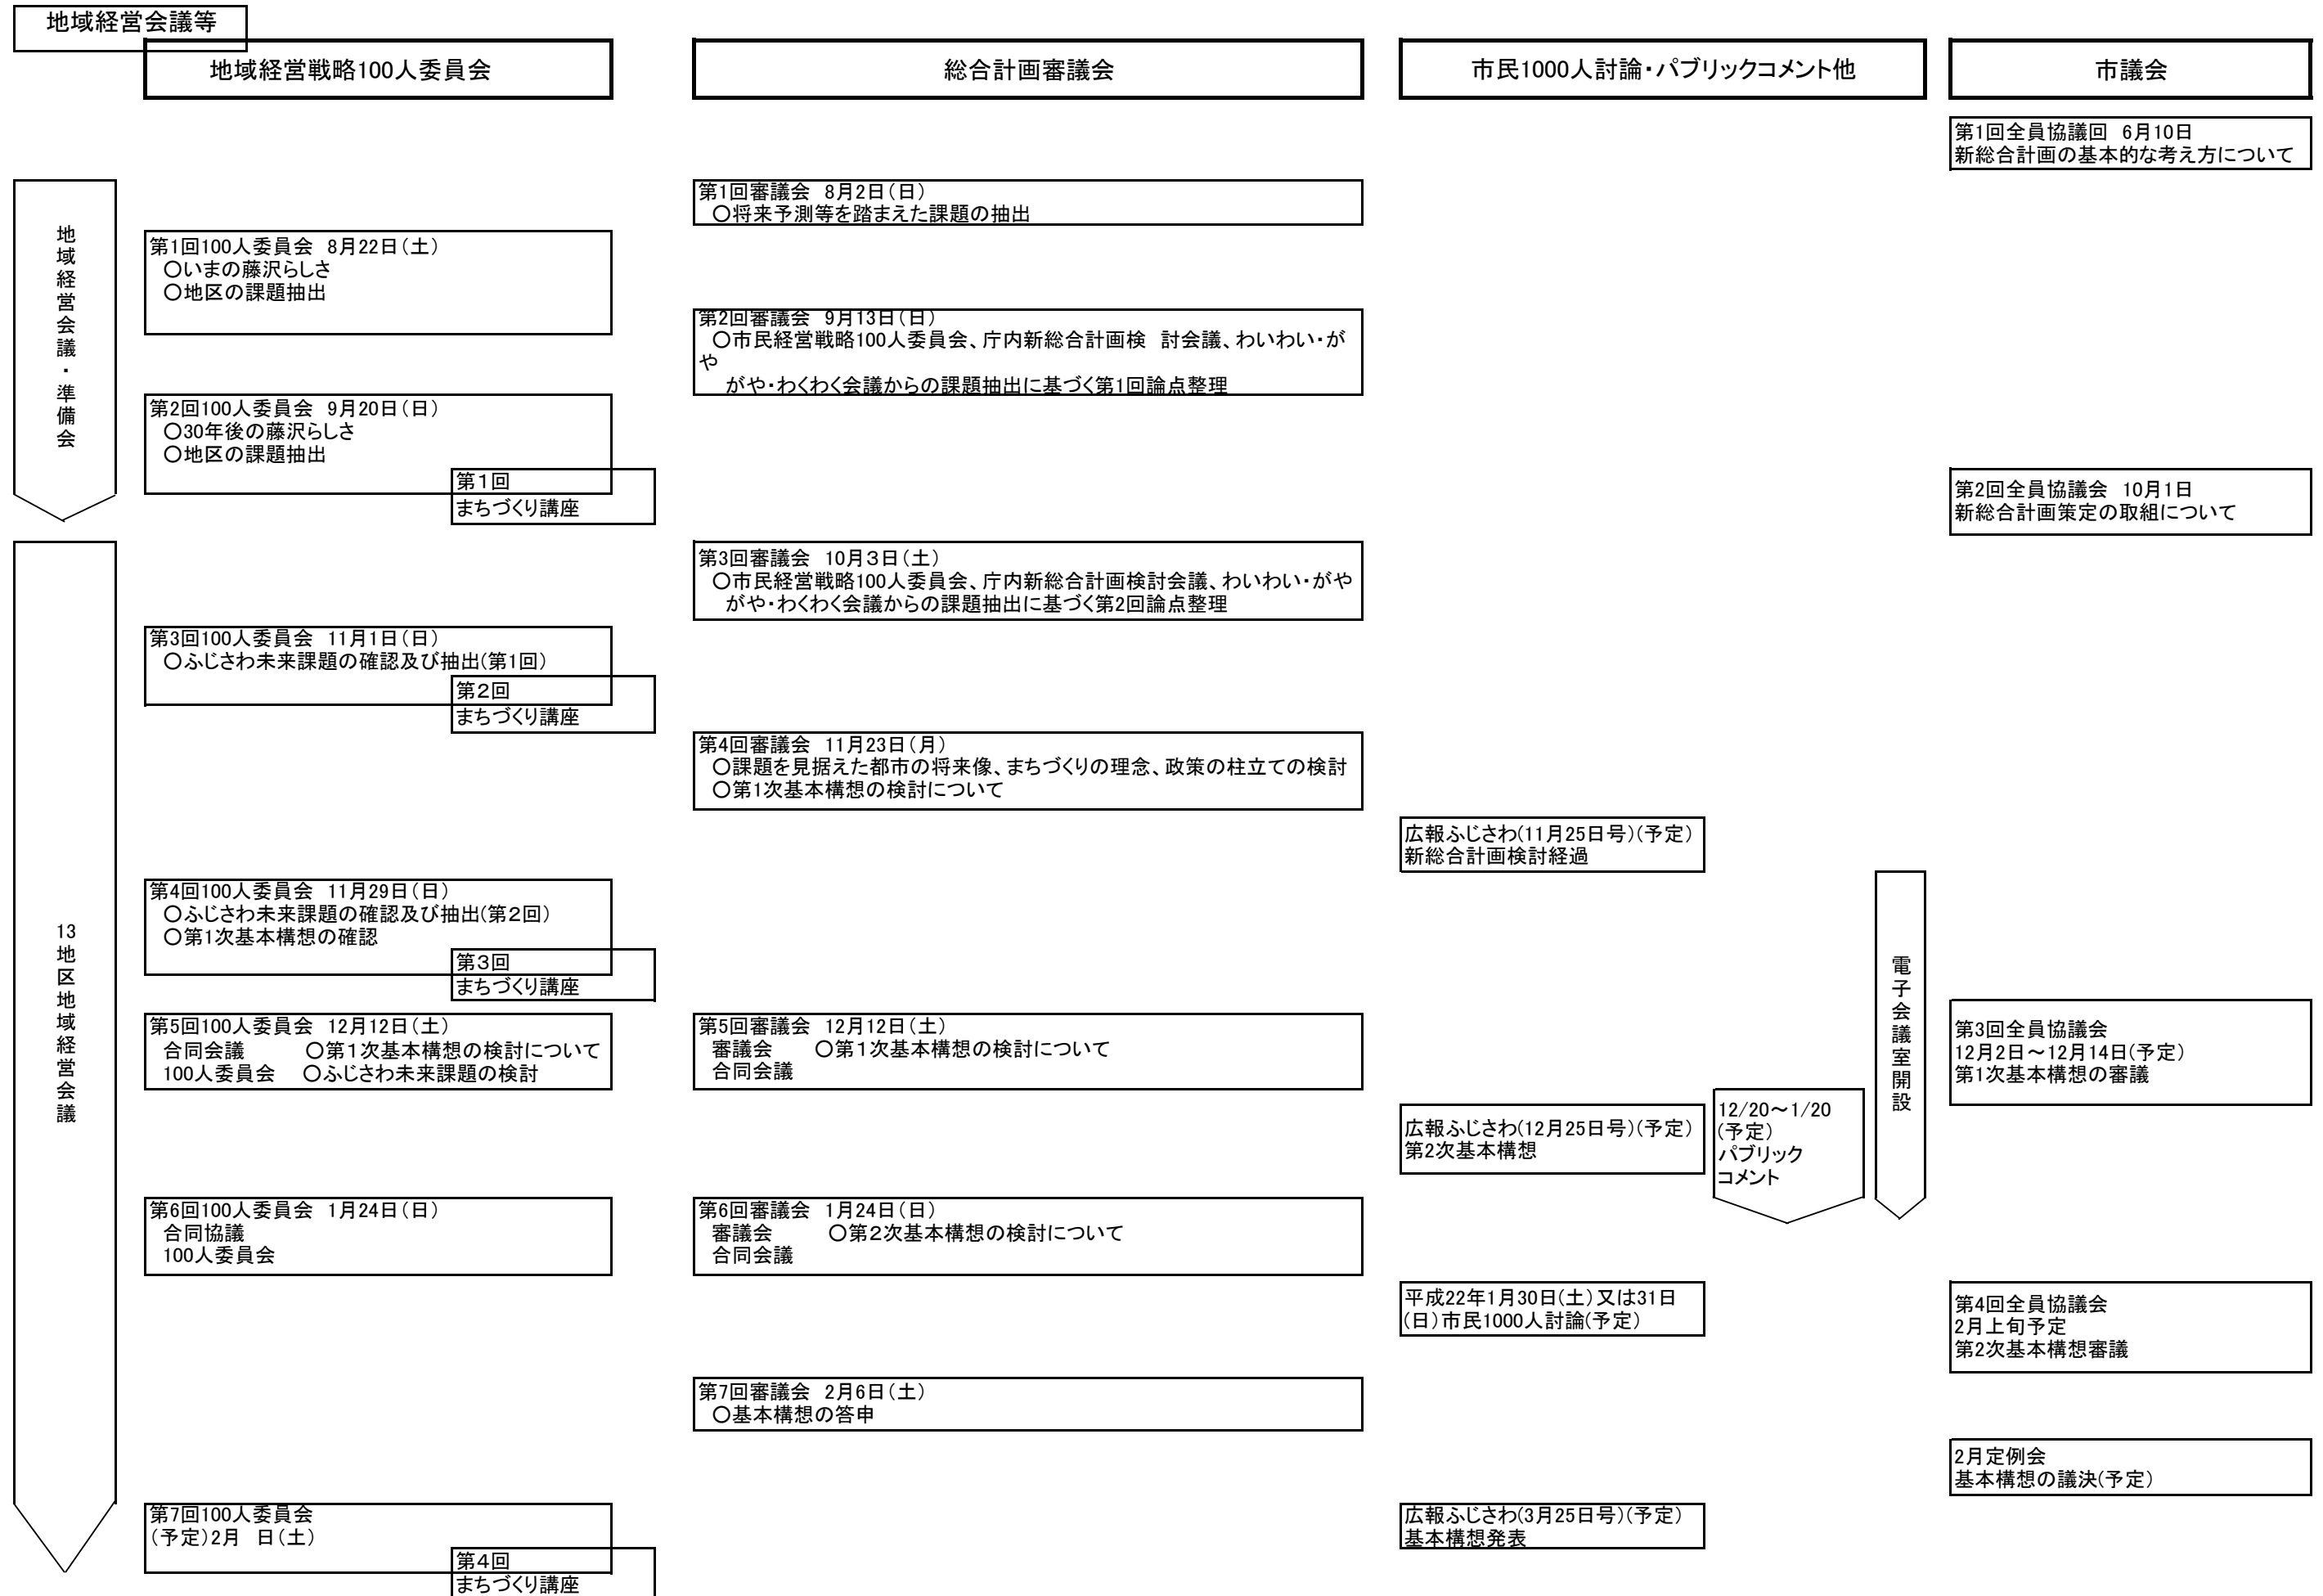 地域経営会議等
地域経営戦略100人委員会
総合計画審議会
市民1000人討論・パブリックコメント他
市議会
地域経営会議・準備会
13地区地域経営会議
第1回100人委員会　8月22日（土）
○いまの藤沢らしさ
○地区の課題抽出
第2回100人委員会　9月20日（日）
○30年後の藤沢らしさ
○地区の課題抽出
第１回
まちづくり講座
第3回100人委員会　11月1日（日）
○ふじさわ未来課題の確認及び抽出(第1回）
第２回
まちづくり講座
第4回100人委員会　11月29日（日）
○ふじさわ未来課題の確認及び抽出(第２回）
○第1次基本構想の確認
第３回
まちづくり講座
第5回100人委員会　12月12日（土）
合同会議　　　○第１次基本構想の検討について
100人委員会　○ふじさわ未来課題の検討
第6回100人委員会　1月24日（日）
合同協議
100人委員会
第7回100人委員会
（予定）2月　日（土）
第４回
まちづくり講座
第1回審議会　8月2日（日）
○将来予測等を踏まえた課題の抽出
第2回審議会　9月13日（日）
○市民経営戦略100人委員会、庁内新総合計画検　討会議、わいわい・が
や
がや・わくわく会議からの課題抽出に基づく第1回論点整理
第3回審議会　10月３日（土）
○市民経営戦略100人委員会、庁内新総合計画検討会議、わいわい・がや
がや・わくわく会議からの課題抽出に基づく第2回論点整理
第4回審議会　11月23日（月）
○課題を見据えた都市の将来像、まちづくりの理念、政策の柱立ての検討
○第1次基本構想の検討について
第5回審議会　12月12日（土）
審議会　　○第１次基本構想の検討について
合同会議
第6回審議会　1月24日（日）
審議会　　　○第２次基本構想の検討について
合同会議
第7回審議会　2月6日（土）
○基本構想の答申
広報ふじさわ(11月25日号)(予定）
新総合計画検討経過
広報ふじさわ(12月25日号)(予定）
第2次基本構想
12/20～1/20
(予定）
パブリック
コメント
電子会議室開設
平成22年1月30日(土）又は31日
(日）市民1000人討論(予定）
広報ふじさわ(3月25日号)(予定）
基本構想発表
第1回全員協議回　6月10日
新総合計画の基本的な考え方について
第2回全員協議会　10月1日
新総合計画策定の取組について
第3回全員協議会
12月2日～12月14日(予定）
第1次基本構想の審議
第4回全員協議会
2月上旬予定
第2次基本構想審議
2月定例会
基本構想の議決(予定）